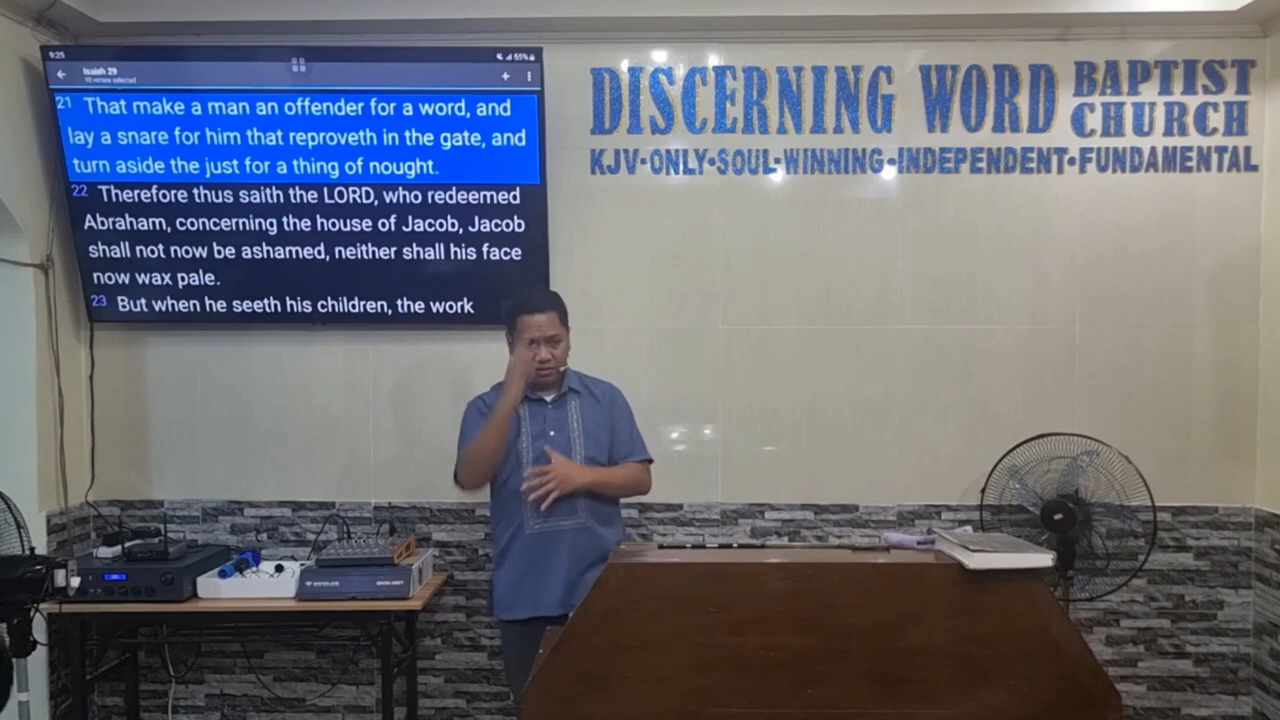 9:25
55%
Isaiah 29
10 verses selected
21 That make a man an offender for a word, and
lay a snare for him that reproveth in the gate, and
turn aside the just for a thing of nought.
22 Therefore thus saith the LORD, who redeemed
Abraham, concerning the house of Jacob, Jacob
shall not now be ashamed, neither shall his face
now wax pale.
23 But when he seeth his children, the work
DISCERNING WORD BAPTIST
CHURCH
KJV-ONLY•SOUL-WINNING•INDEPENDENT•FUNDAMENTAL